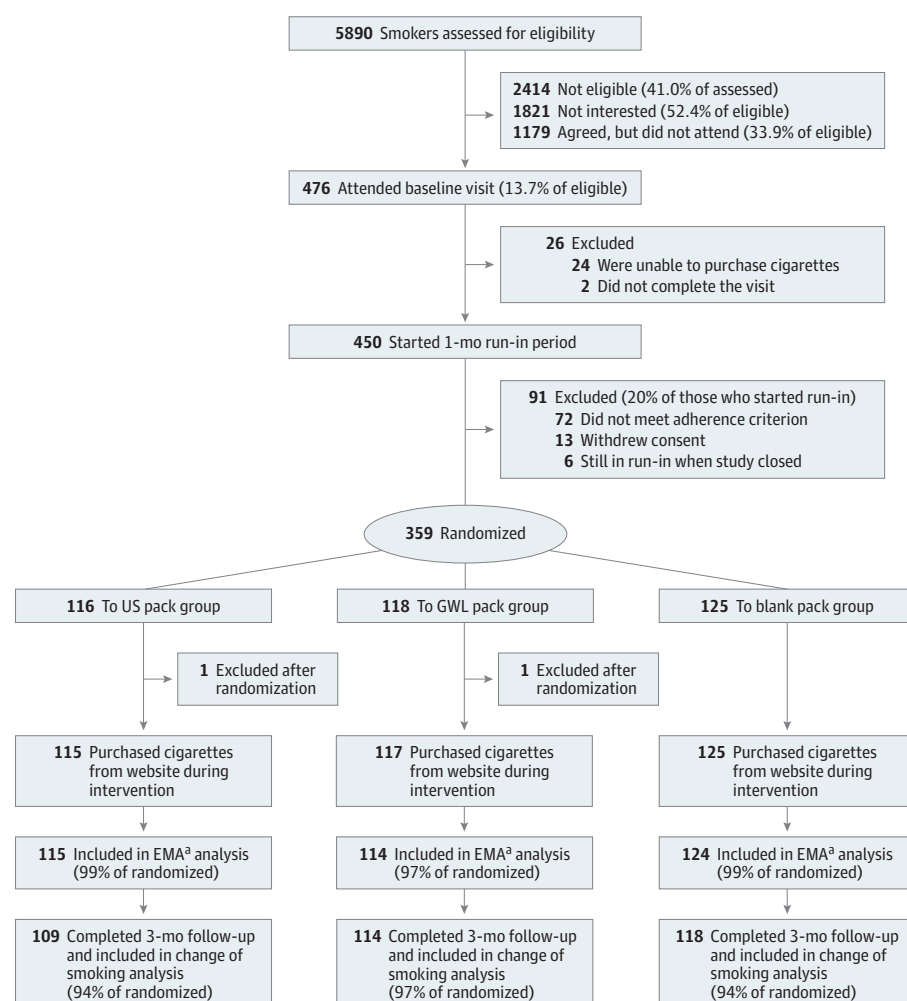 5890 Smokers assessed for eligibility
2414 Not eligible (41.0% of assessed)
1821 Not interested (52.4% of eligible)
1179 Agreed, but did not attend (33.9% of eligible)
476 Attended baseline visit (13.7% of eligible)
26 Excluded
24 Were unable to purchase cigarettes
2 Did not complete the visit
450 Started 1-mo run-in period
91 Excluded (20% of those who started run-in)
72 Did not meet adherence criterion
13 Withdrew consent
6 Still in run-in when study closed
359 Randomized
116 To US pack group
118 To GWL pack group
125 To blank pack group
1 Excluded after
randomization
1 Excluded after
randomization
115 Purchased cigarettes
from website during
intervention
117 Purchased cigarettes
from website during
intervention
125 Purchased cigarettes
from website during
intervention
115 Included in EMAa analysis
(99% of randomized)
114 Included in EMAa analysis
(97% of randomized)
124 Included in EMAa analysis
(99% of randomized)
109 Completed 3-mo follow-up
and included in change of
smoking analysis
(94% of randomized)
114 Completed 3-mo follow-up
and included in change of
smoking analysis
(97% of randomized)
118 Completed 3-mo follow-up
and included in change of
smoking analysis
(94% of randomized)